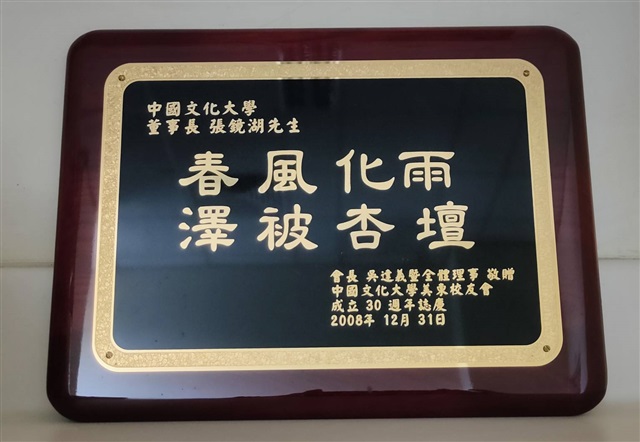 中國文化大學
董事長 張鏡湖先生
春風化雨
澤被杏壇
會長 吳達義暨全體理事 敬贈
中國文化大學美東校友會
成立 30 週年誌慶
2008年 12月 31日